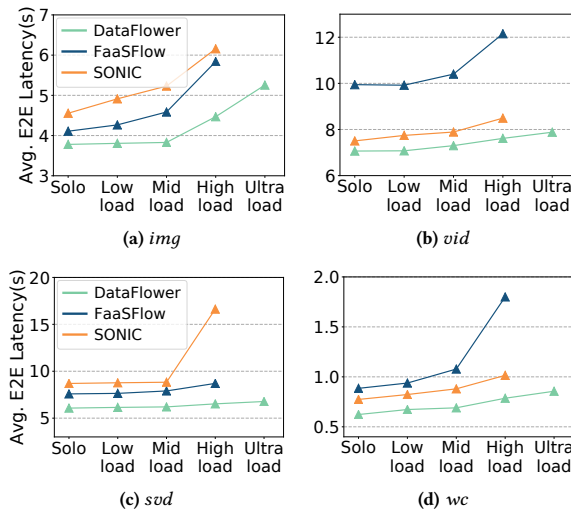 Avg. E2E Latency(s)
7
6
5
4
3
DataFlower
FaaSFlow
SONIC
Solo Low load Mid load High load Ultra load
(a) img
12
10
8
6
Solo Low load Mid load High load Ultra load
(b) vid
Avg. E2E Latency(s)
20
15
10
5
DataFlower
FaaSFlow
SONIC
Solo Low load Mid load High load Ultra load
(c) svd
2.0
1.5
1.0
0.5
Solo Low load Mid load High load Ultra load
(d) wc